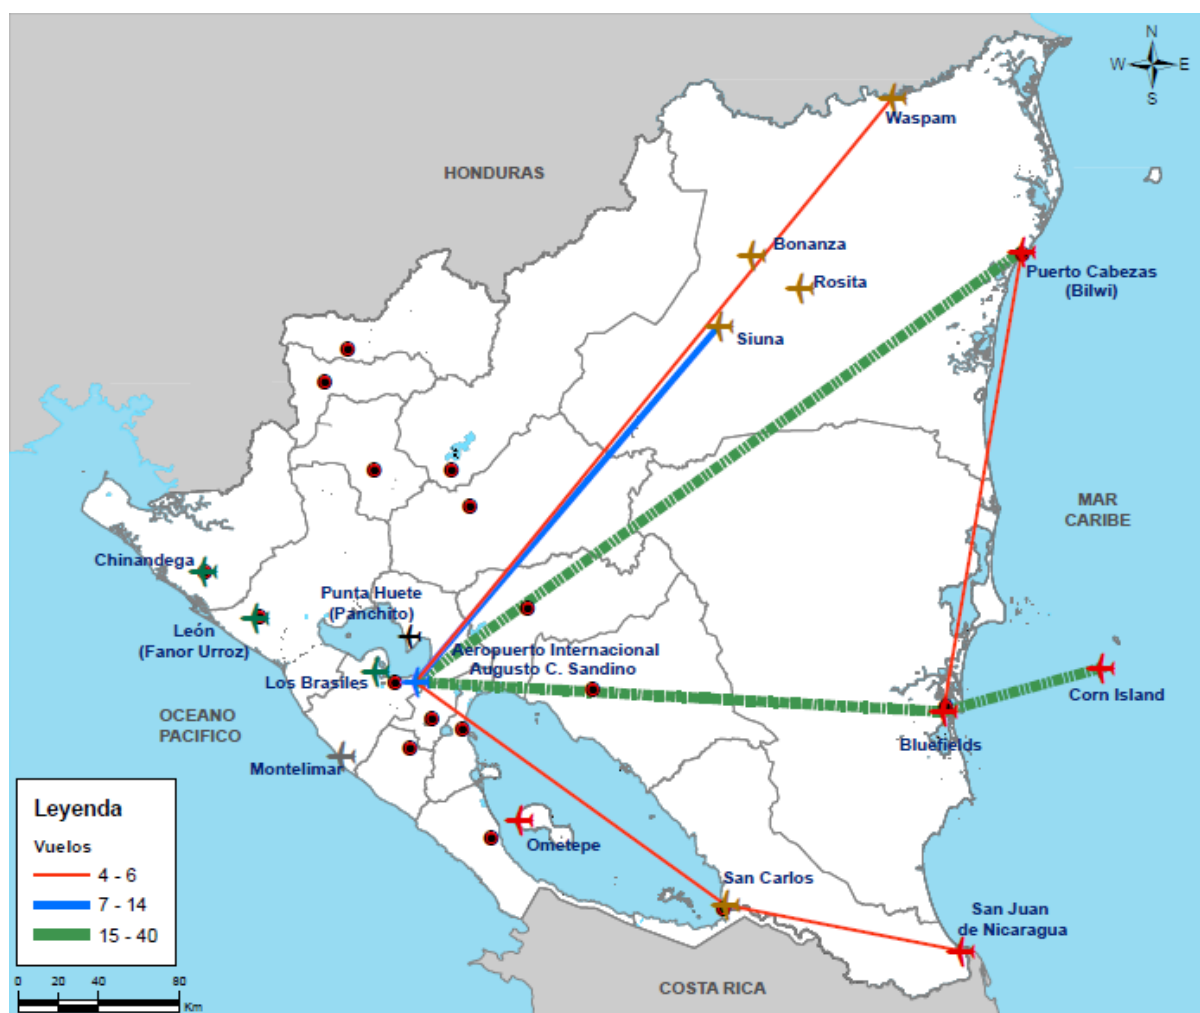 N
W
E
S
Waspam
HONDURAS
Bonanza
Rosita
Puerto Cabezas
(Bilwi)
Siuna
MAR
CARIBE
Chinandega
Punta Huete
(Panchito)
León
(Fanor Urroz)
Aeropuerto Internacional
Augusto C. Sandino
Los Brasiles
Corn Island
OCEANO
PACIFICO
Bluefields
Montelimar
Leyenda
Vuelos
4 - 6
7 - 14
15 - 40
Ometepe
San Carlos
San Juan
de Nicaragua
0 20 40 80
Km
COSTA RICA